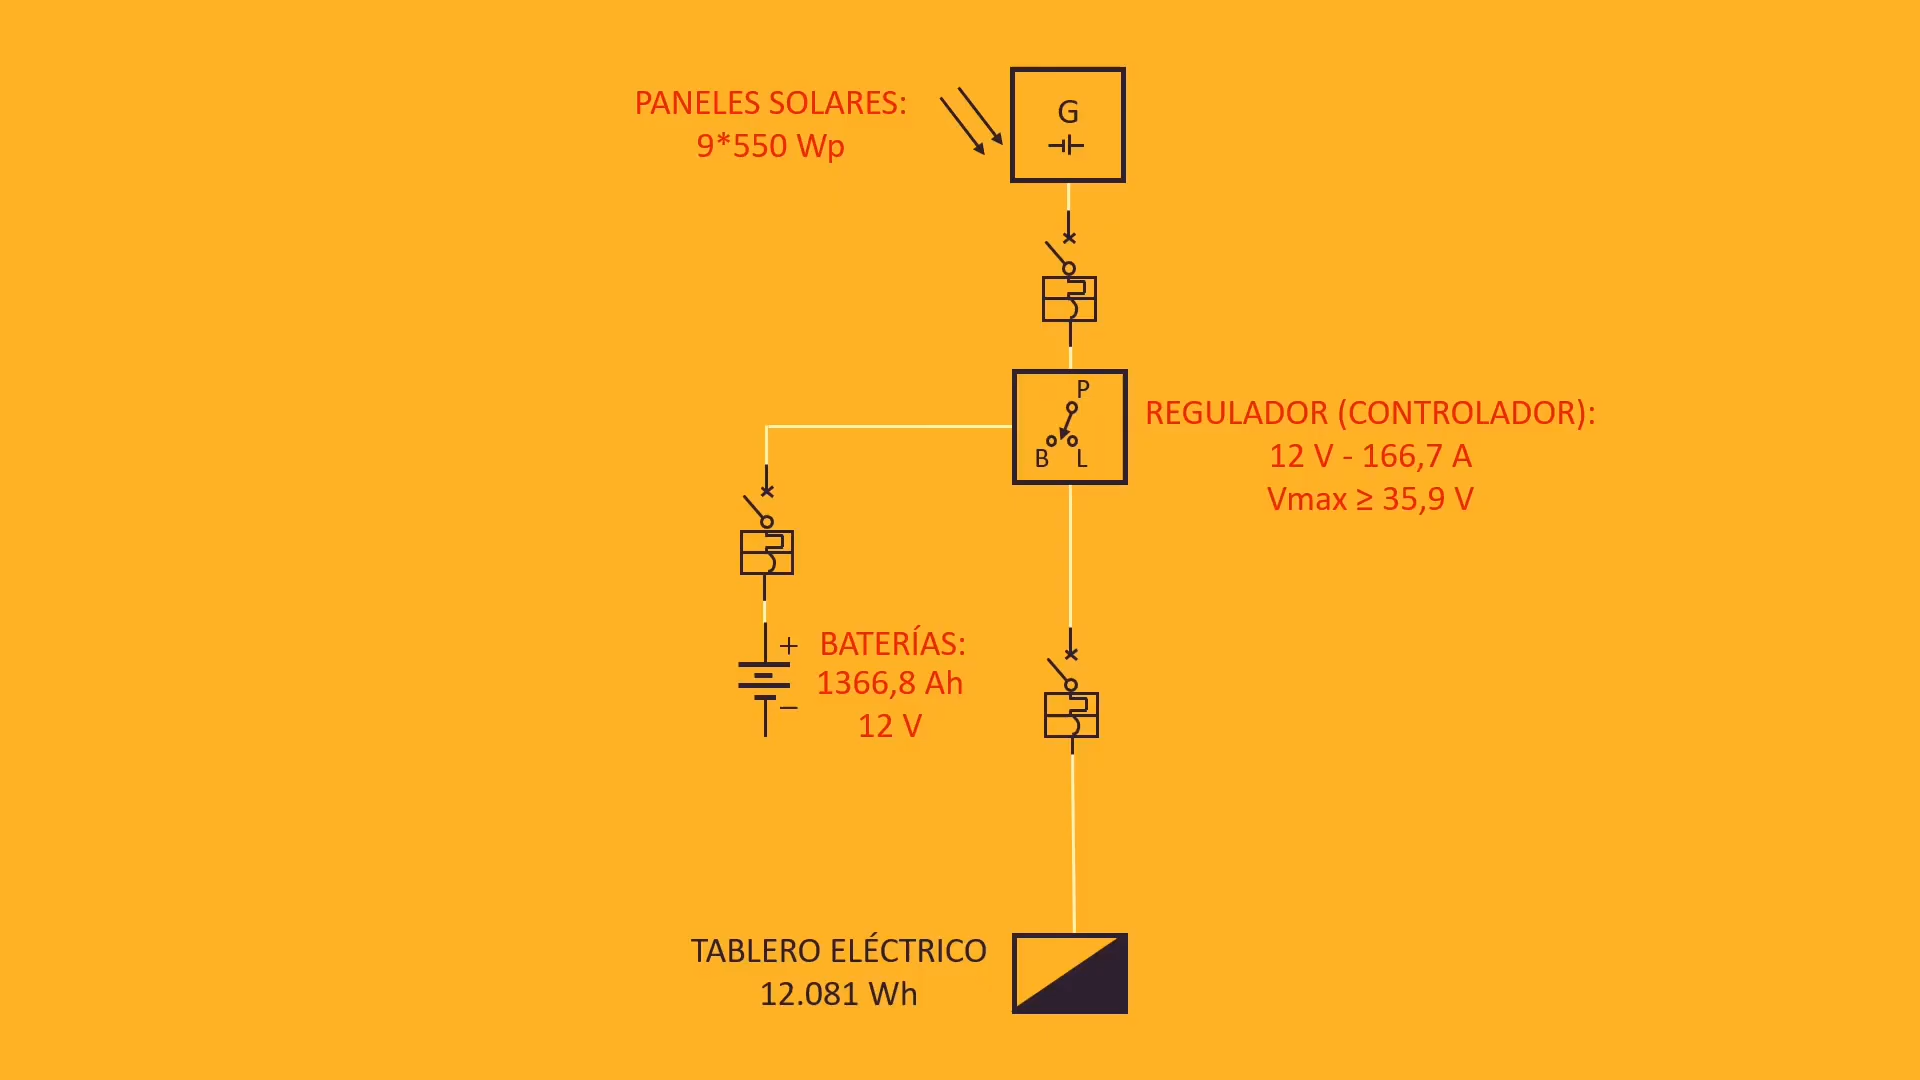 PANELES SOLARES:
9*550 Wp
G
P
B L
REGULADOR (CONTROLADOR):
12 V - 166,7 A
Vmax ≥ 35,9 V
+
BATERÍAS:
1366,8 Ah
12 V
−
TABLERO ELÉCTRICO
12.081 Wh